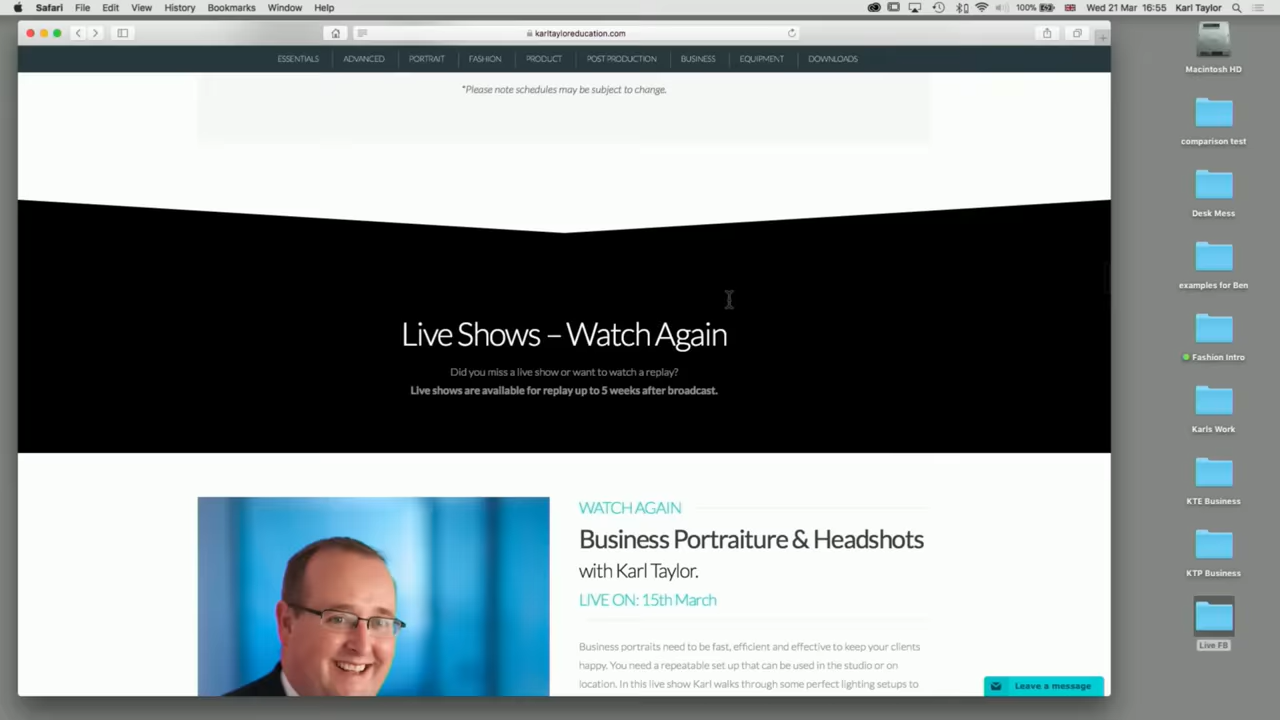 Safari File Edit View History Bookmarks Window Help 100% Wed 21 Mar 16:55 Karl Taylor
karltayloreducation.com
ESSENTIALS ADVANCED PORTRAIT FASHION PRODUCT POST PRODUCTION BUSINESS EQUIPMENT DOWNLOADS
*Please note schedules may be subject to change.
Live Shows – Watch Again
Did you miss a live show or want to watch a replay?
Live shows are available for replay up to 5 weeks after broadcast.
WATCH AGAIN
Business Portraiture & Headshots
with Karl Taylor.
LIVE ON: 15th March
Business portraits need to be fast, efficient and effective to keep your clients
happy. You need a repeatable set up that can be used in the studio or on
location. In this live show Karl walks through some perfect lighting setups to
Leave a message
Macintosh HD
comparison test
Desk Mess
examples for Ben
Fashion Intro
Karls Work
KTE Business
KTP Business
Live FB